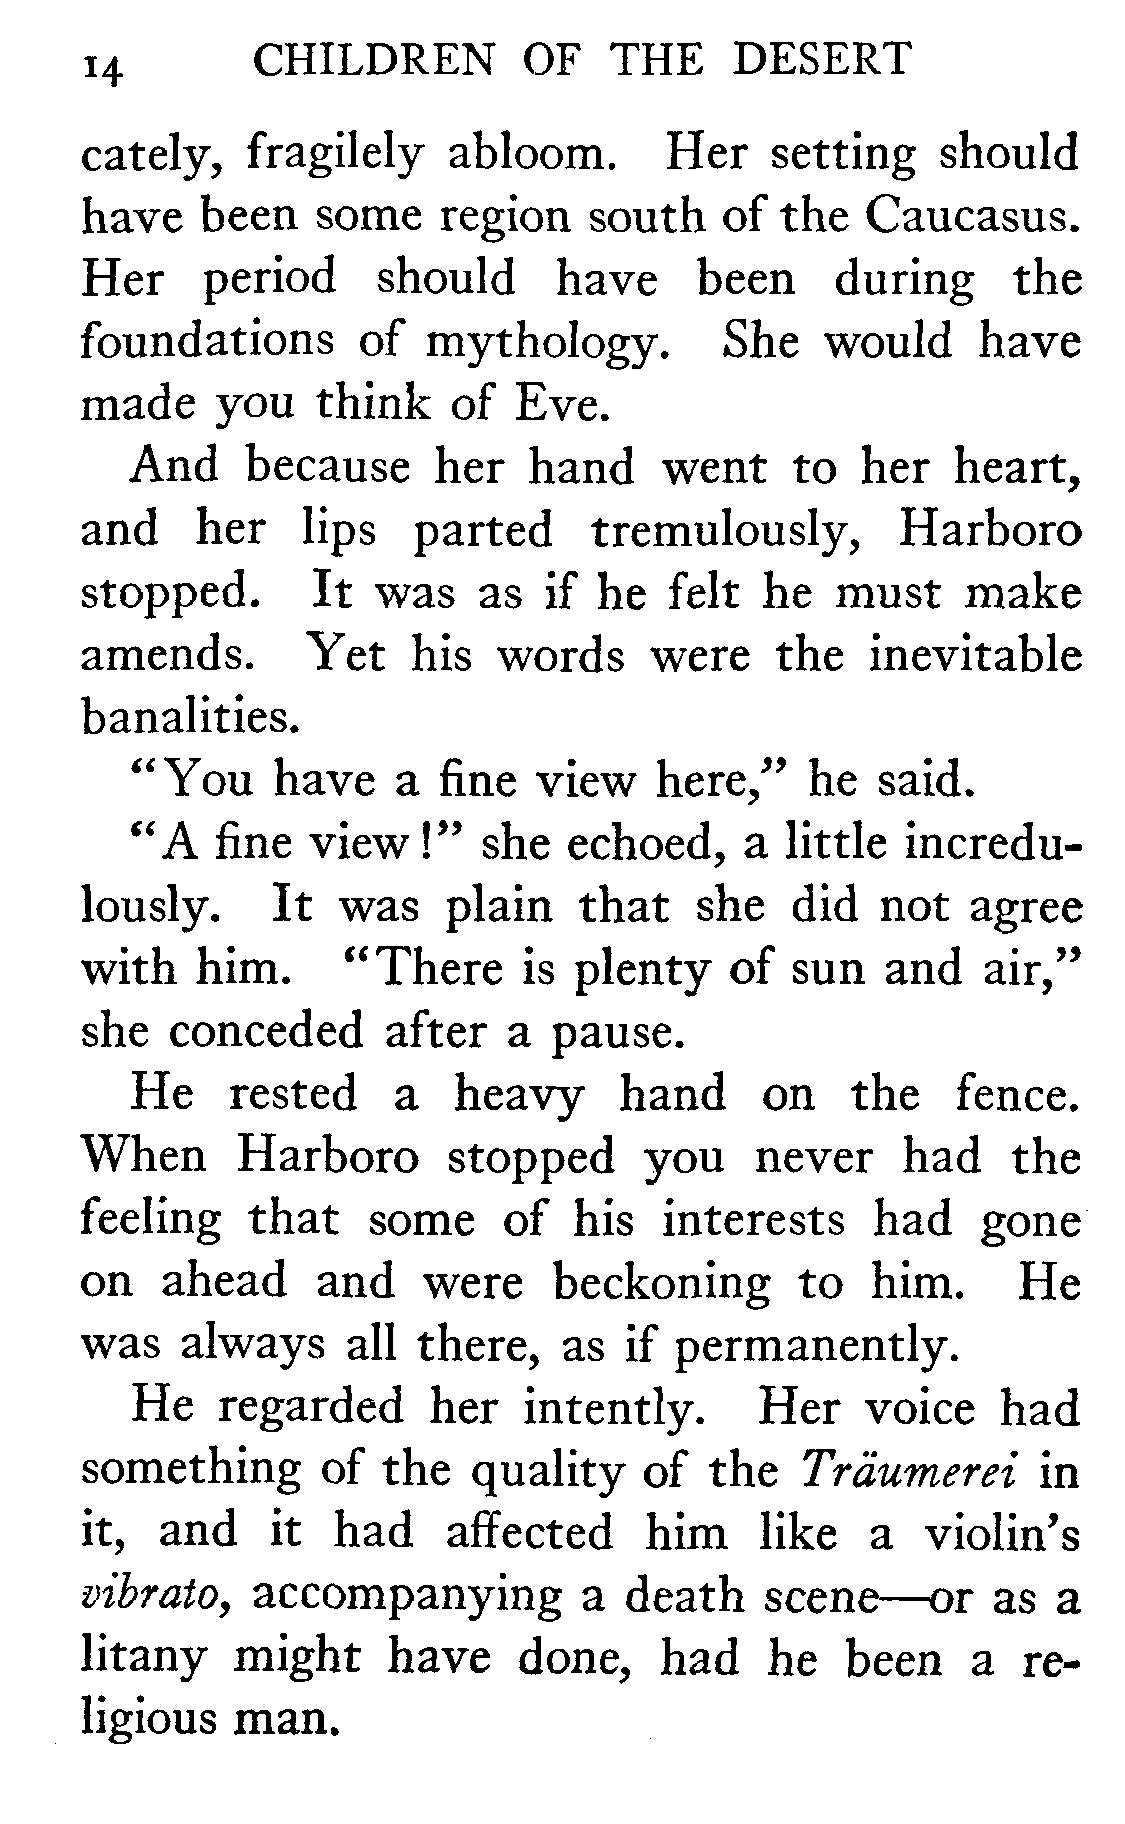 14 CHILDREN OF THE DESERT
cately, fragilely abloom. Her setting should
have been some region south of the Caucasus.
Her period should have been during the
foundations of mythology. She would have
made you think of Eve.
And because her hand went to her heart,
and her lips parted tremulously, Harboro
stopped. It was as if he felt he must make
amends. Yet his words were the inevitable
banalities.
“You have a fine view here,” he said.
“A fine view!” she echoed, a little incredu-
lously. It was plain that she did not agree
with him. “There is plenty of sun and air,”
she conceded after a pause.
He rested a heavy hand on the fence.
When Harboro stopped you never had the
feeling that some of his interests had gone
on ahead and were beckoning to him. He
was always all there, as if permanently.
He regarded her intently. Her voice had
something of the quality of the Träumerei in
it, and it had affected him like a violin’s
vibrato, accompanying a death scene—or as a
litany might have done, had he been a re-
ligious man.